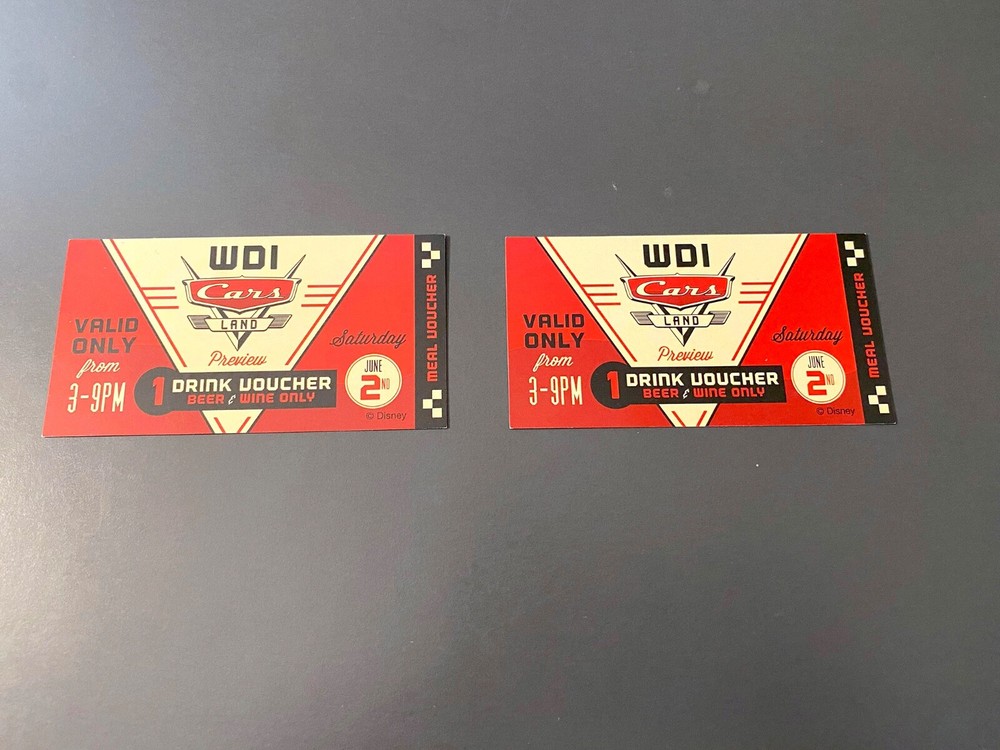 WDI
Cars
LAND
Preview
VALID
ONLY
from
3-9PM
1 DRINK VOUCHER
BEER & WINE ONLY
Saturday
JUNE
2ND
© Disney
MEAL VOUCHER
WDI
Cars
LAND
Preview
VALID
ONLY
from
3-9PM
1 DRINK VOUCHER
BEER & WINE ONLY
Saturday
JUNE
2ND
© Disney
MEAL VOUCHER